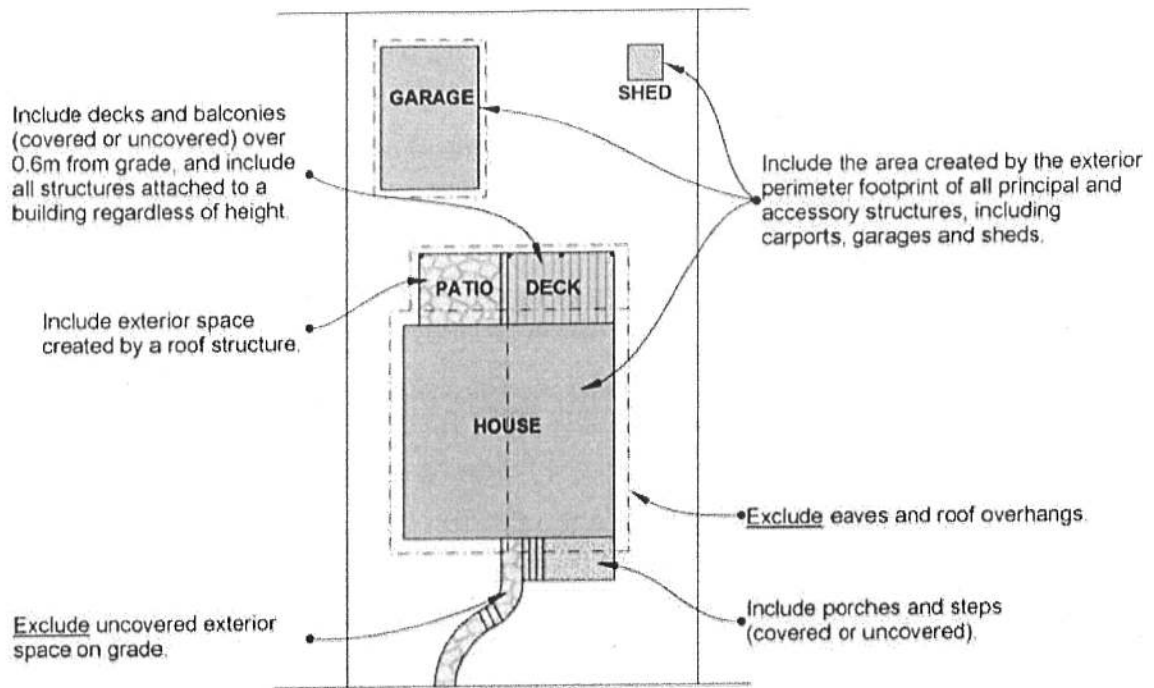 GARAGE
SHED
Include decks and balconies
(covered or uncovered) over
0.6m from grade, and include
all structures attached to a
building regardless of height.
Include the area created by the exterior
perimeter footprint of all principal and
accessory structures, including
carports, garages and sheds.
PATIO
DECK
Include exterior space
created by a roof structure.
HOUSE
Exclude eaves and roof overhangs.
Exclude uncovered exterior
space on grade.
Include porches and steps
(covered or uncovered).